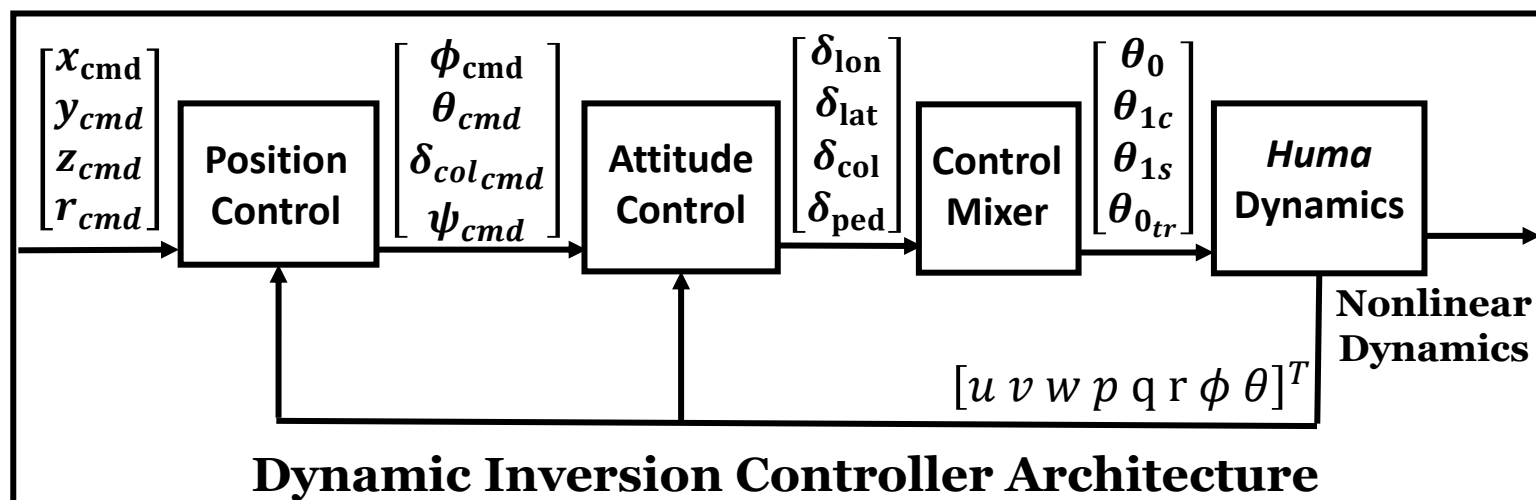 x_cmd
y_cmd
z_cmd
r_cmd
Position
Control
ϕ_cmd
θ_cmd
δ_col_cmd
ψ_cmd
Attitude
Control
δ_lon
δ_lat
δ_col
δ_ped
Control
Mixer
θ_0
θ_1c
θ_1s
θ_0_tr
Huma
Dynamics
Nonlinear
Dynamics
[u v w p q r ϕ θ]^T
Dynamic Inversion Controller Architecture